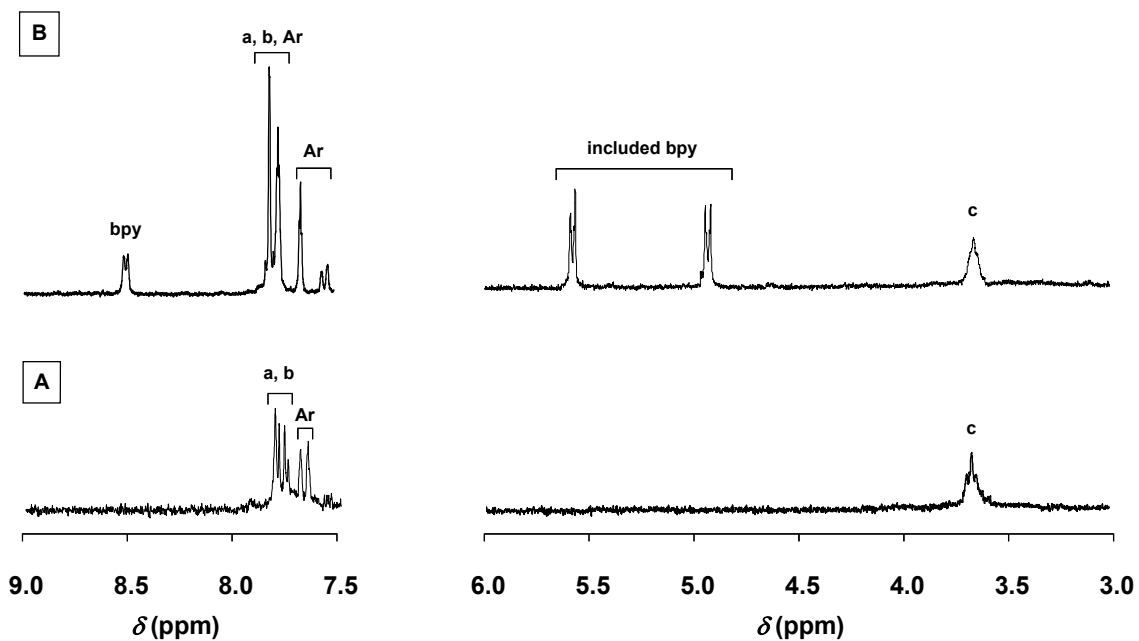 B
a, b, Ar
Ar
bpy
included bpy
c
A
a, b
Ar
c
9.0 8.5 8.0 7.5 6.0 5.5 5.0 4.5 4.0 3.5 3.0
δ (ppm) δ (ppm)